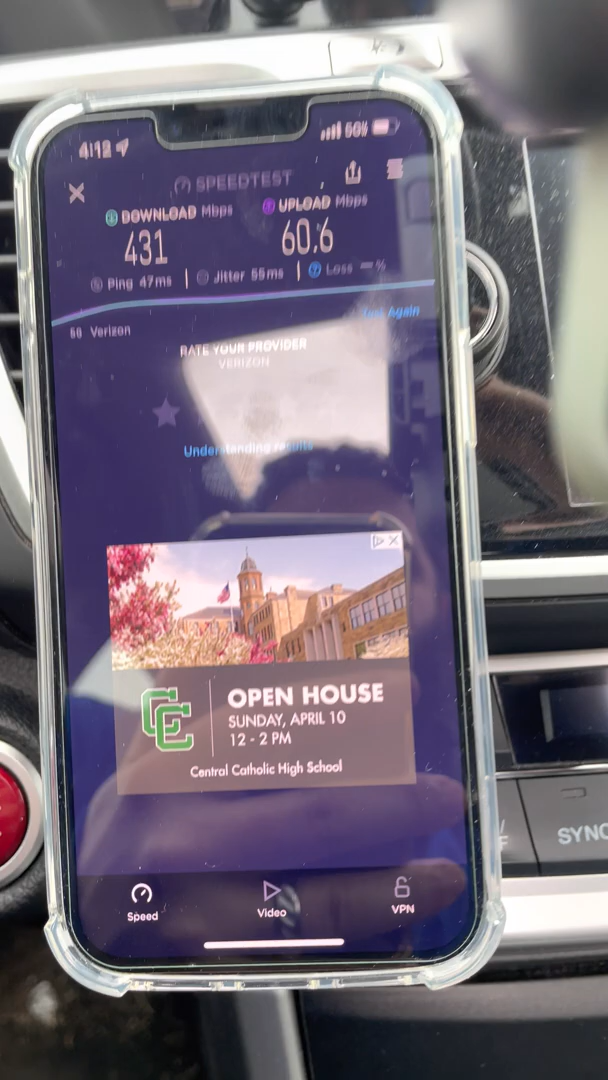 4:12 50%
SPEEDTEST
DOWNLOAD Mbps UPLOAD Mbps
431 60.6
Ping 47ms Jitter 55ms Loss — %
Test Again
Verizon
RATE YOUR PROVIDER
VERIZON
Understanding results
CC
OPEN HOUSE
SUNDAY, APRIL 10
12 - 2 PM
Central Catholic High School
Speed Video VPN
SYNC